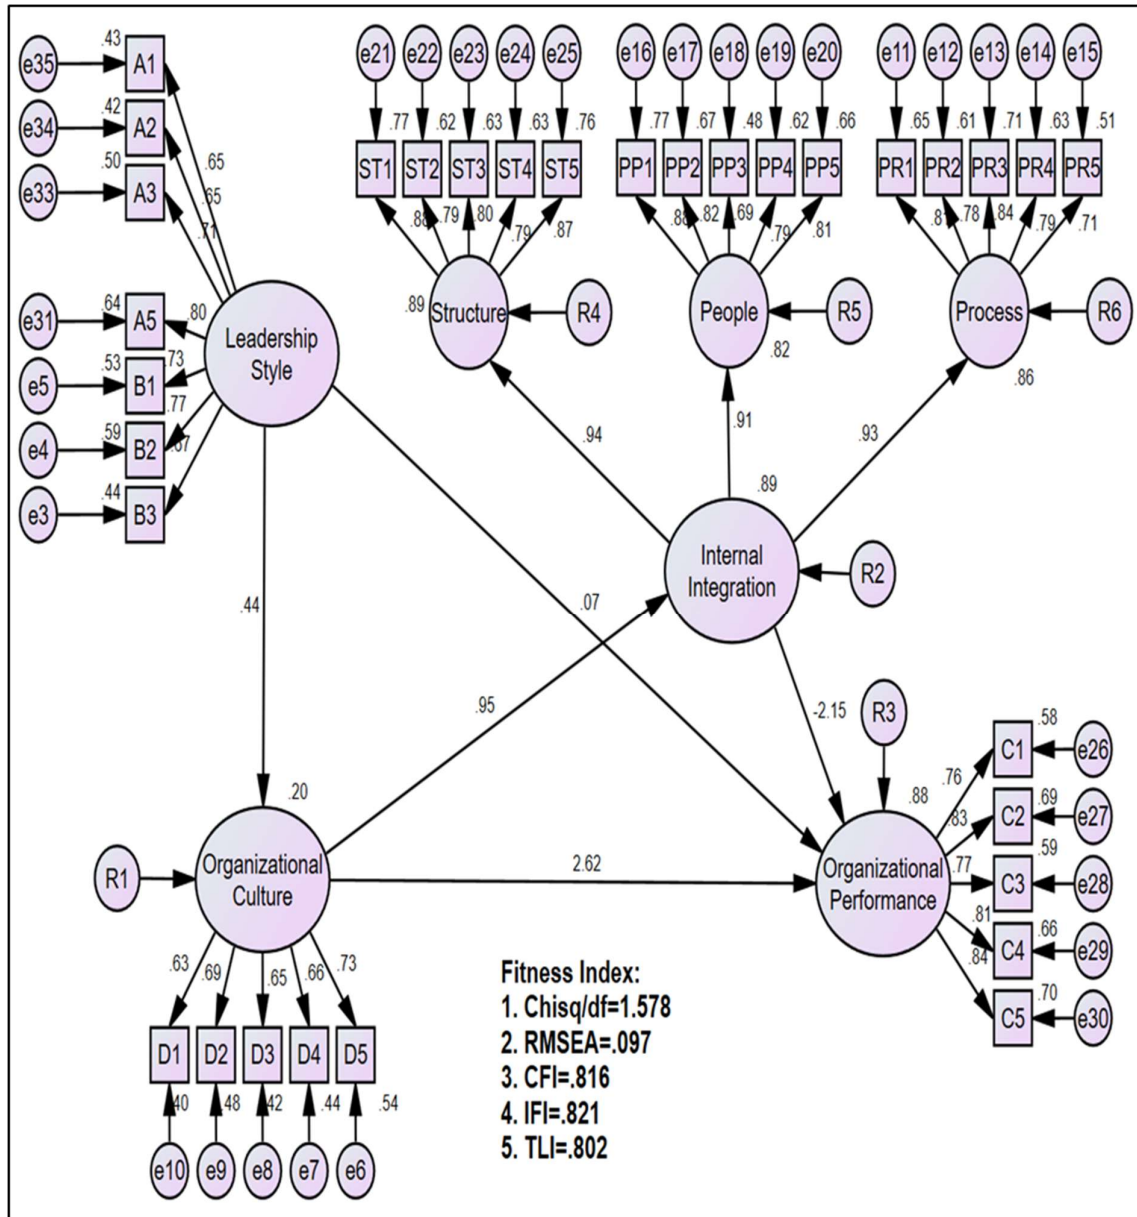 e35 .43 A1
e34 .42 A2
e33 .50 A3
.65
.65
.71
e21 e22 e23 e24 e25
.77 .62 .63 .63 .76
ST1 ST2 ST3 ST4 ST5
.88 .79 .80 .79 .87
e16 e17 e18 e19 e20
.77 .67 .48 .62 .66
PP1 PP2 PP3 PP4 PP5
.88 .82 .69 .79 .81
e11 e12 e13 e14 e15
.65 .61 .71 .63 .51
PR1 PR2 PR3 PR4 PR5
.81 .78 .84 .79 .71
e31 .64 A5 .80
e5 .53 B1 .73
e4 .59 B2 .77
e3 .44 B3 .67
Leadership
Style
.89 Structure R4
People R5
.82
Process R6
.86
.94 .91 .93
.89
Internal
Integration
R2
.44
.07
.95
-2.15
R3
.88
.20
R1
Organizational
Culture
2.62
Organizational
Performance
.76 C1 .58 e26
.83 C2 .69 e27
.77 C3 .59 e28
.81 C4 .66 e29
.84 C5 .70 e30
.63 .69 .65 .66 .73
D1 D2 D3 D4 D5
.40 .48 .42 .44 .54
e10 e9 e8 e7 e6
Fitness Index:
1. Chisq/df=1.578
2. RMSEA=.097
3. CFI=.816
4. IFI=.821
5. TLI=.802